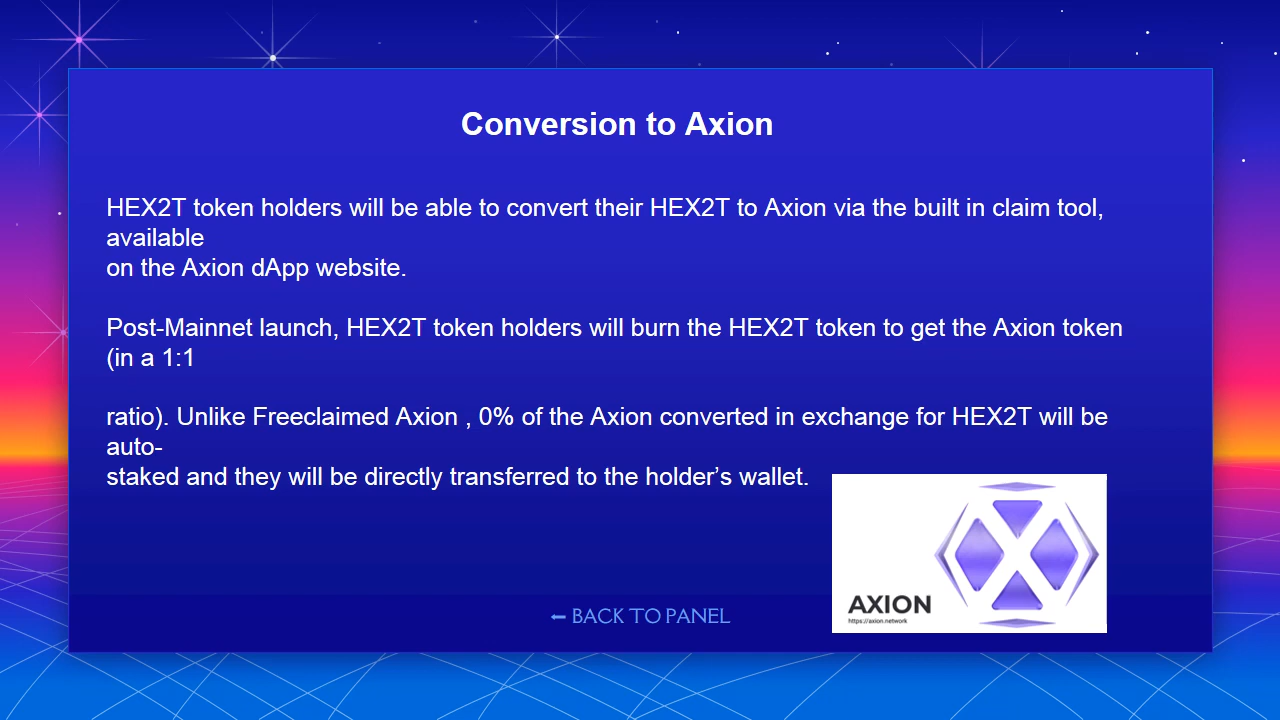 Conversion to Axion
HEX2T token holders will be able to convert their HEX2T to Axion via the built in claim tool,
available
on the Axion dApp website.
Post-Mainnet launch, HEX2T token holders will burn the HEX2T token to get the Axion token
(in a 1:1
ratio). Unlike Freeclaimed Axion , 0% of the Axion converted in exchange for HEX2T will be
auto-
staked and they will be directly transferred to the holder’s wallet.
AXION
https://axion.network
← BACK TO PANEL